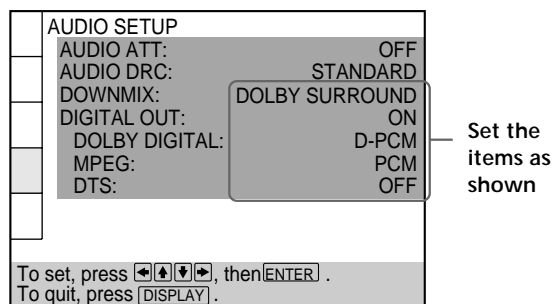 AUDIO SETUP
AUDIO ATT: OFF
AUDIO DRC: STANDARD
DOWNMIX: DOLBY SURROUND
DIGITAL OUT: ON
DOLBY DIGITAL: D-PCM
MPEG: PCM
DTS: OFF
Set the
items as
shown
To set, press ←↑↓→, then ENTER .
To quit, press DISPLAY .